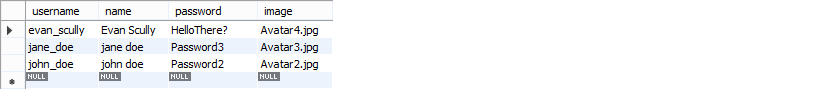 username name password image
evan_scully Evan Scully HelloThere? Avatar4.jpg
jane_doe jane doe Password3 Avatar3.jpg
john_doe john doe Password2 Avatar2.jpg
NULL NULL NULL NULL